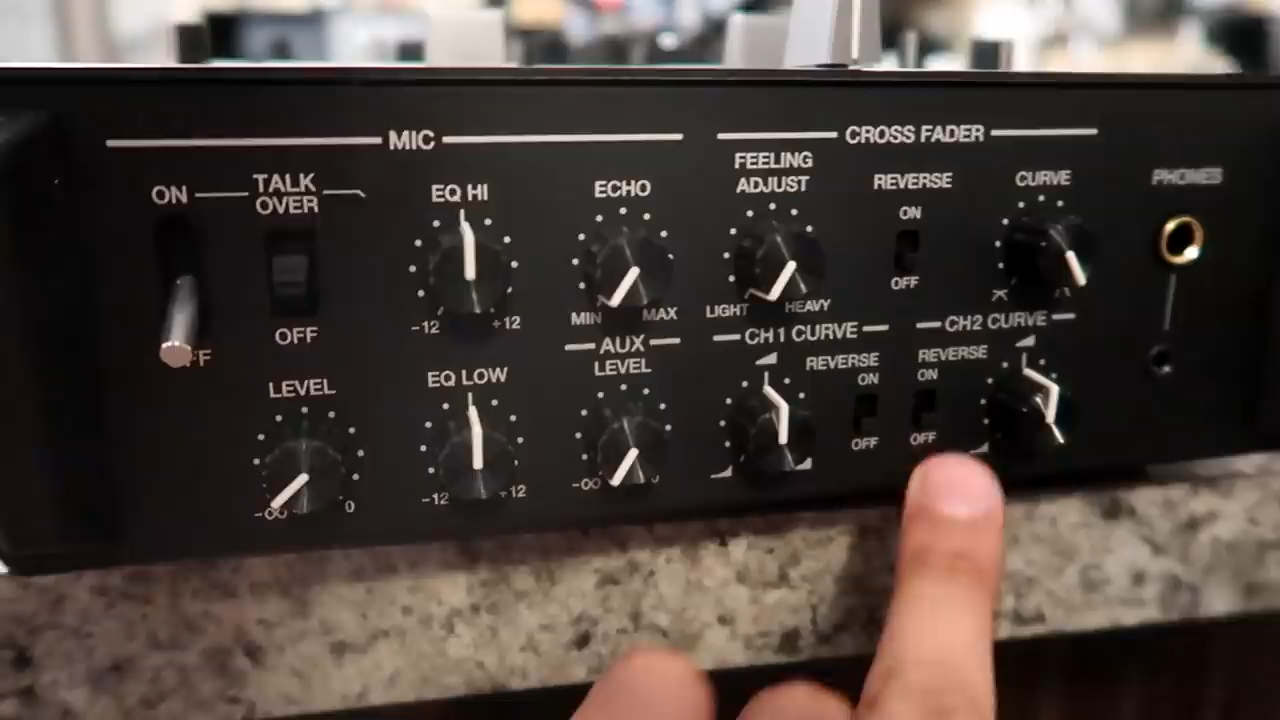 MIC
CROSS FADER
ON
TALK OVER
OFF
EQ HI
-12 +12
ECHO
MIN MAX
FEELING ADJUST
LIGHT HEAVY
REVERSE
ON
OFF
CURVE
PHONES
LEVEL
-∞ 0
EQ LOW
-12 +12
AUX
LEVEL
-∞
CH1 CURVE
REVERSE
ON
OFF
CH2 CURVE
REVERSE
ON
OFF